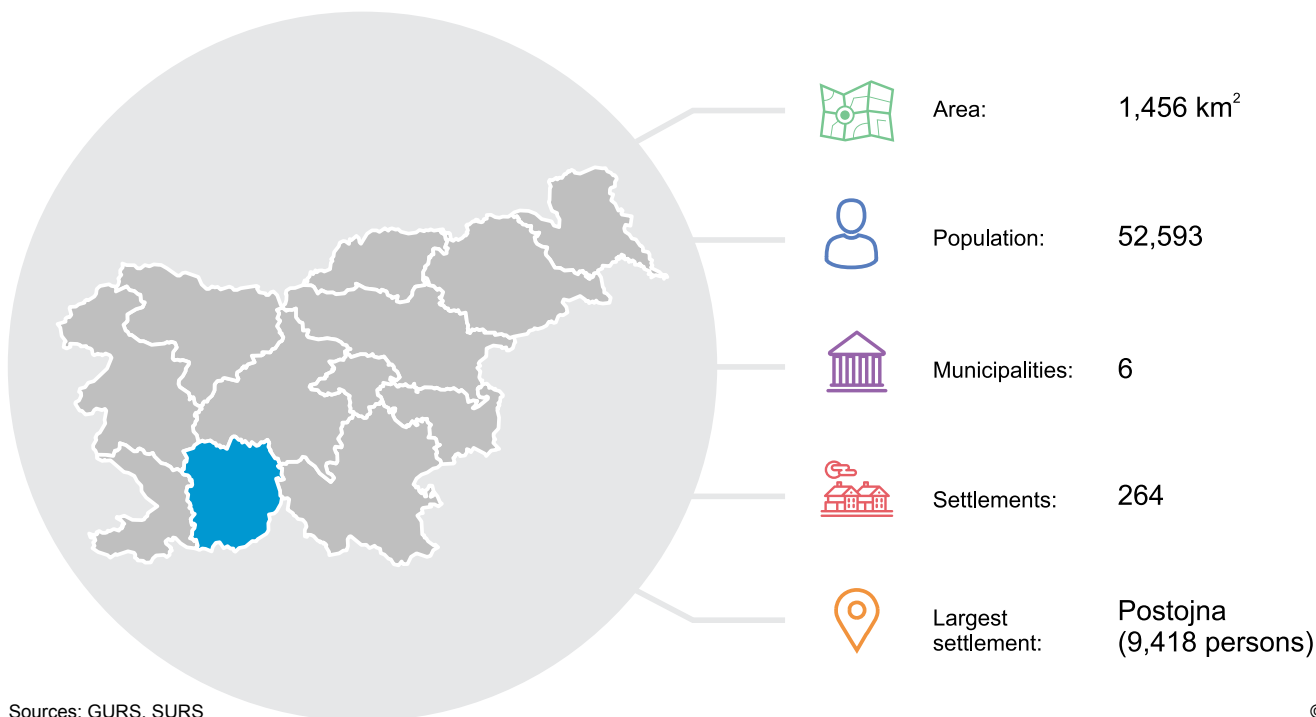 Area: 1,456 km²
Population: 52,593
Municipalities: 6
Settlements: 264
Largest settlement: Postojna (9,418 persons)
Sources: GURS, SURS
©